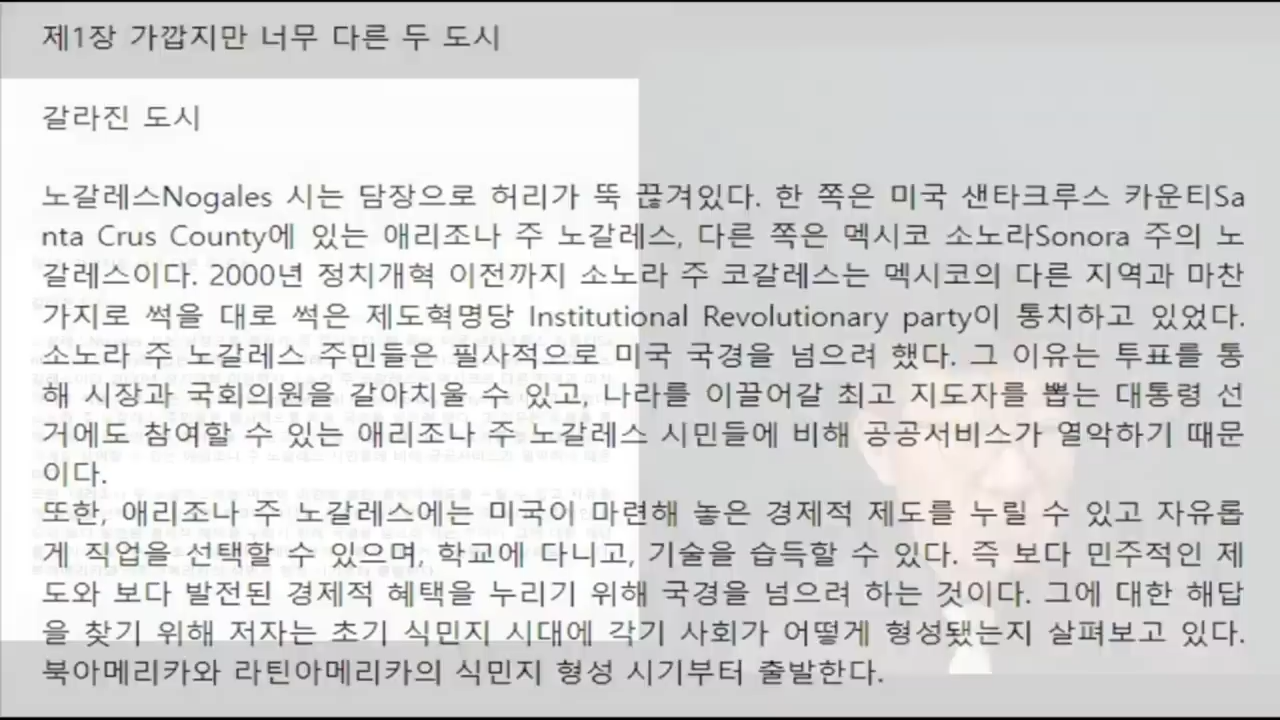 제1장 가깝지만 너무 다른 두 도시
갈라진 도시
노갈레스Nogales 시는 담장으로 허리가 뚝 끊겨있다. 한 쪽은 미국 샌타크루스 카운티Sa
nta Crus County에 있는 애리조나 주 노갈레스, 다른 쪽은 멕시코 소노라Sonora 주의 노
갈레스이다. 2000년 정치개혁 이전까지 소노라 주 코갈레스는 멕시코의 다른 지역과 마찬
가지로 썩을 대로 썩은 제도혁명당 Institutional Revolutionary party이 통치하고 있었다.
소노라 주 노갈레스 주민들은 필사적으로 미국 국경을 넘으려 했다. 그 이유는 투표를 통
해 시장과 국회의원을 갈아치울 수 있고, 나라를 이끌어갈 최고 지도자를 뽑는 대통령 선
거에도 참여할 수 있는 애리조나 주 노갈레스 시민들에 비해 공공서비스가 열악하기 때문
이다.
또한, 애리조나 주 노갈레스에는 미국이 마련해 놓은 경제적 제도를 누릴 수 있고 자유롭
게 직업을 선택할 수 있으며, 학교에 다니고, 기술을 습득할 수 있다. 즉 보다 민주적인 제
도와 보다 발전된 경제적 혜택을 누리기 위해 국경을 넘으려 하는 것이다. 그에 대한 해답
을 찾기 위해 저자는 초기 식민지 시대에 각기 사회가 어떻게 형성됐는지 살펴보고 있다.
북아메리카와 라틴아메리카의 식민지 형성 시기부터 출발한다.